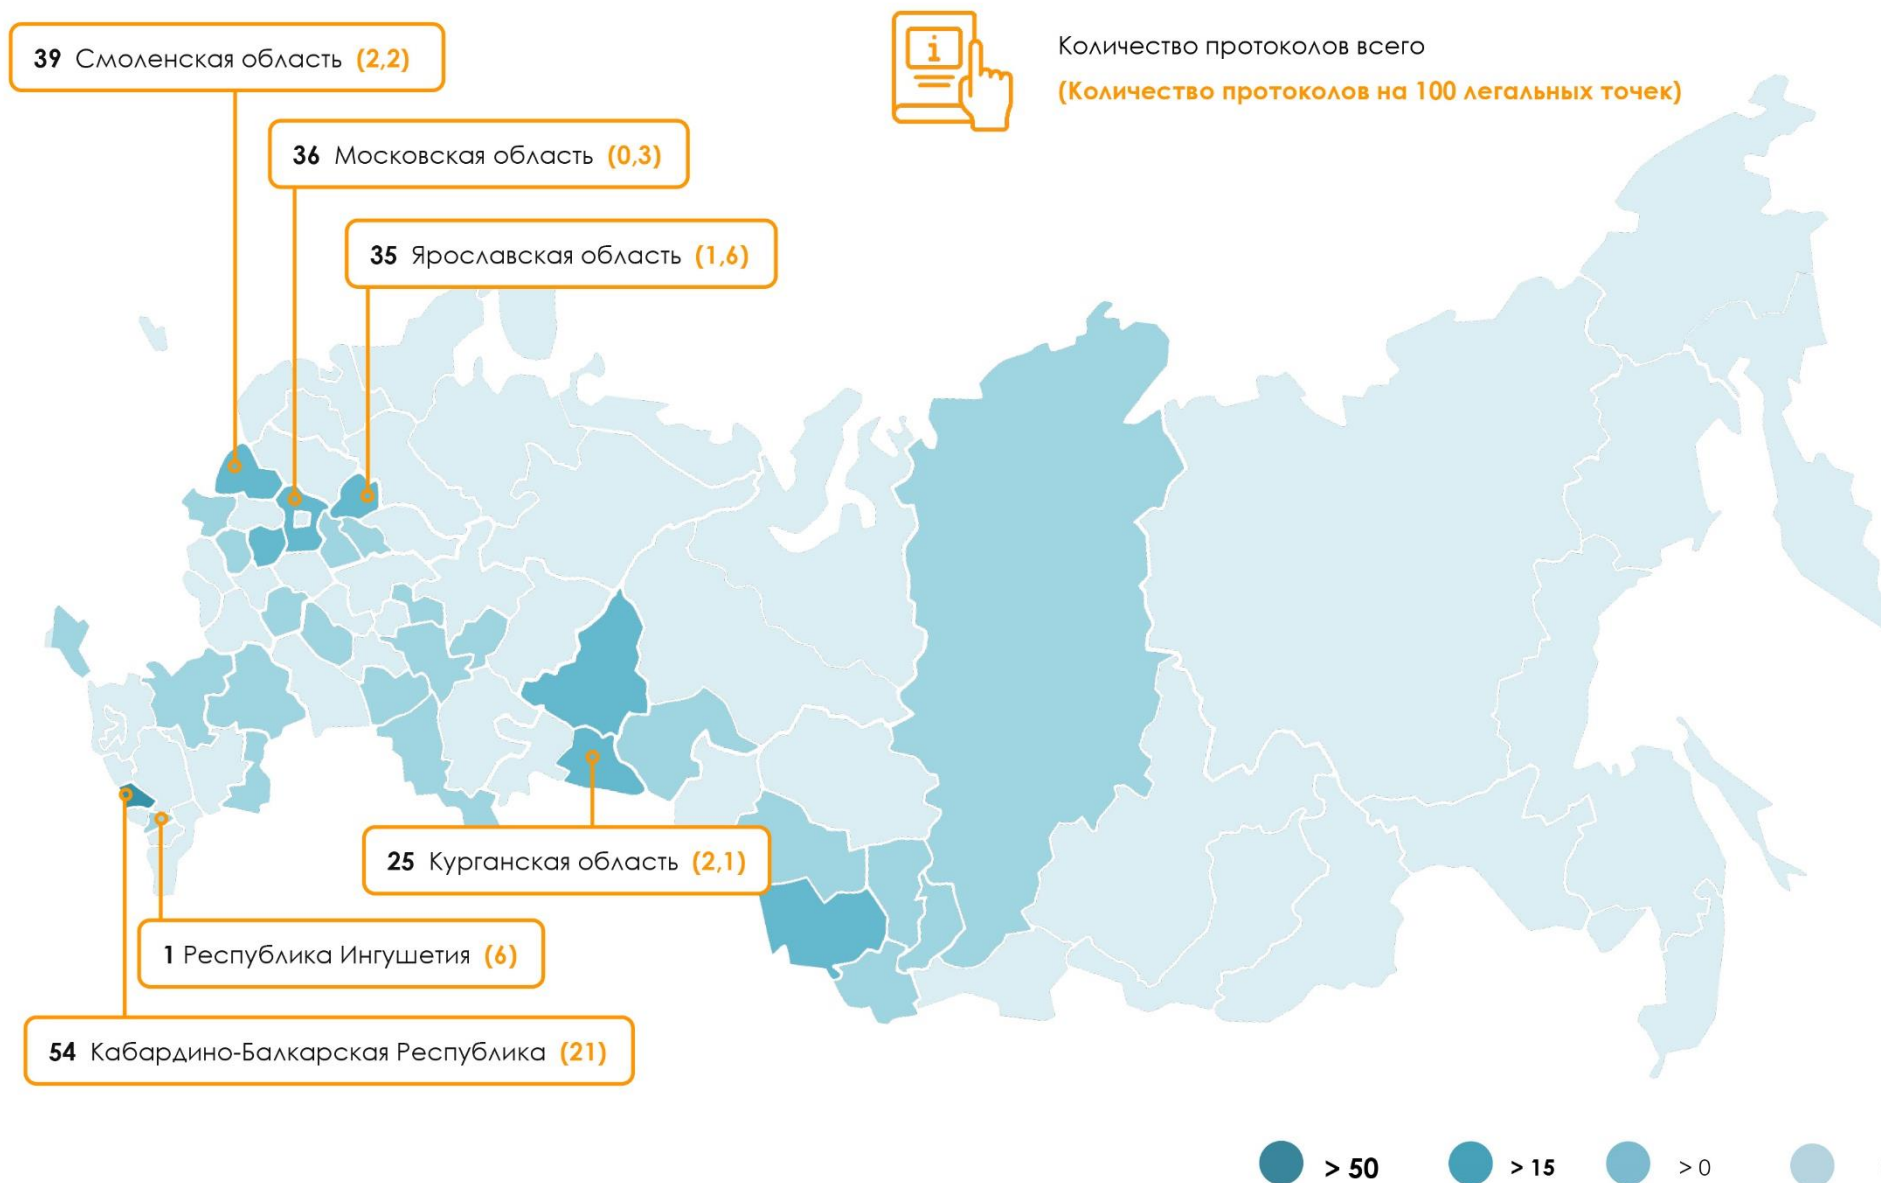 39 Смоленская область (2,2)
i
Количество протоколов всего
(Количество протоколов на 100 легальных точек)
36 Московская область (0,3)
35 Ярославская область (1,6)
25 Курганская область (2,1)
1 Республика Ингушетия (6)
54 Кабардино-Балкарская Республика (21)
> 50 > 15 > 0